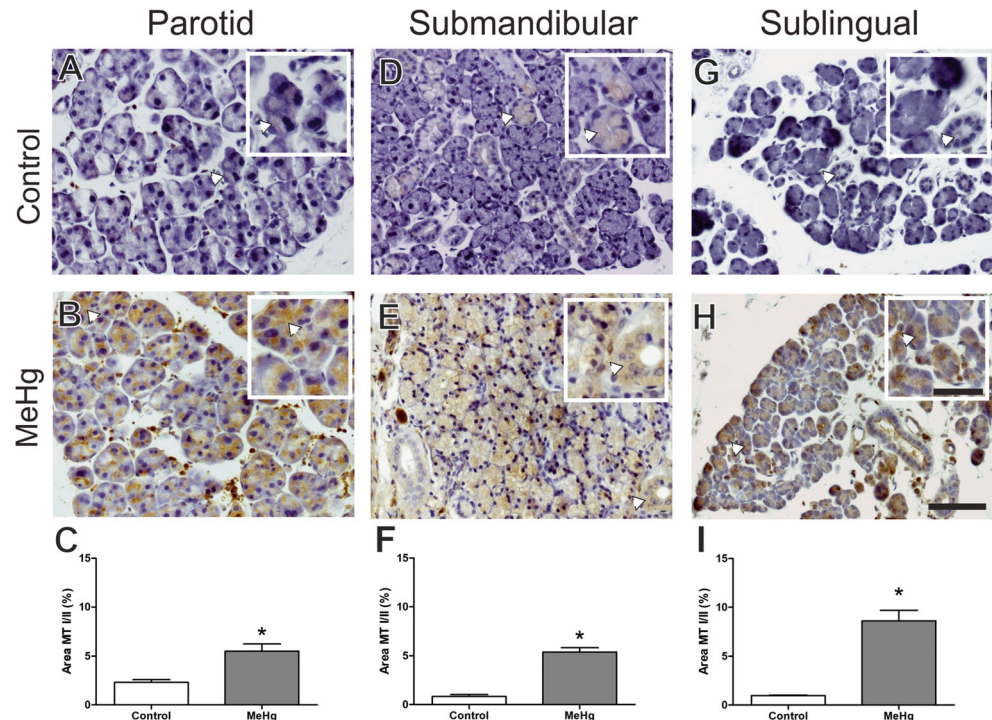 Parotid
Submandibular
Sublingual
Control
A
D
G
MeHg
B
E
H
C
15
10
5
0
Area MT I/II (%)
*
Control
MeHg
F
15
10
5
0
Area MT I/II (%)
*
Control
MeHg
I
15
10
5
0
Area MT I/II (%)
*
Control
MeHg